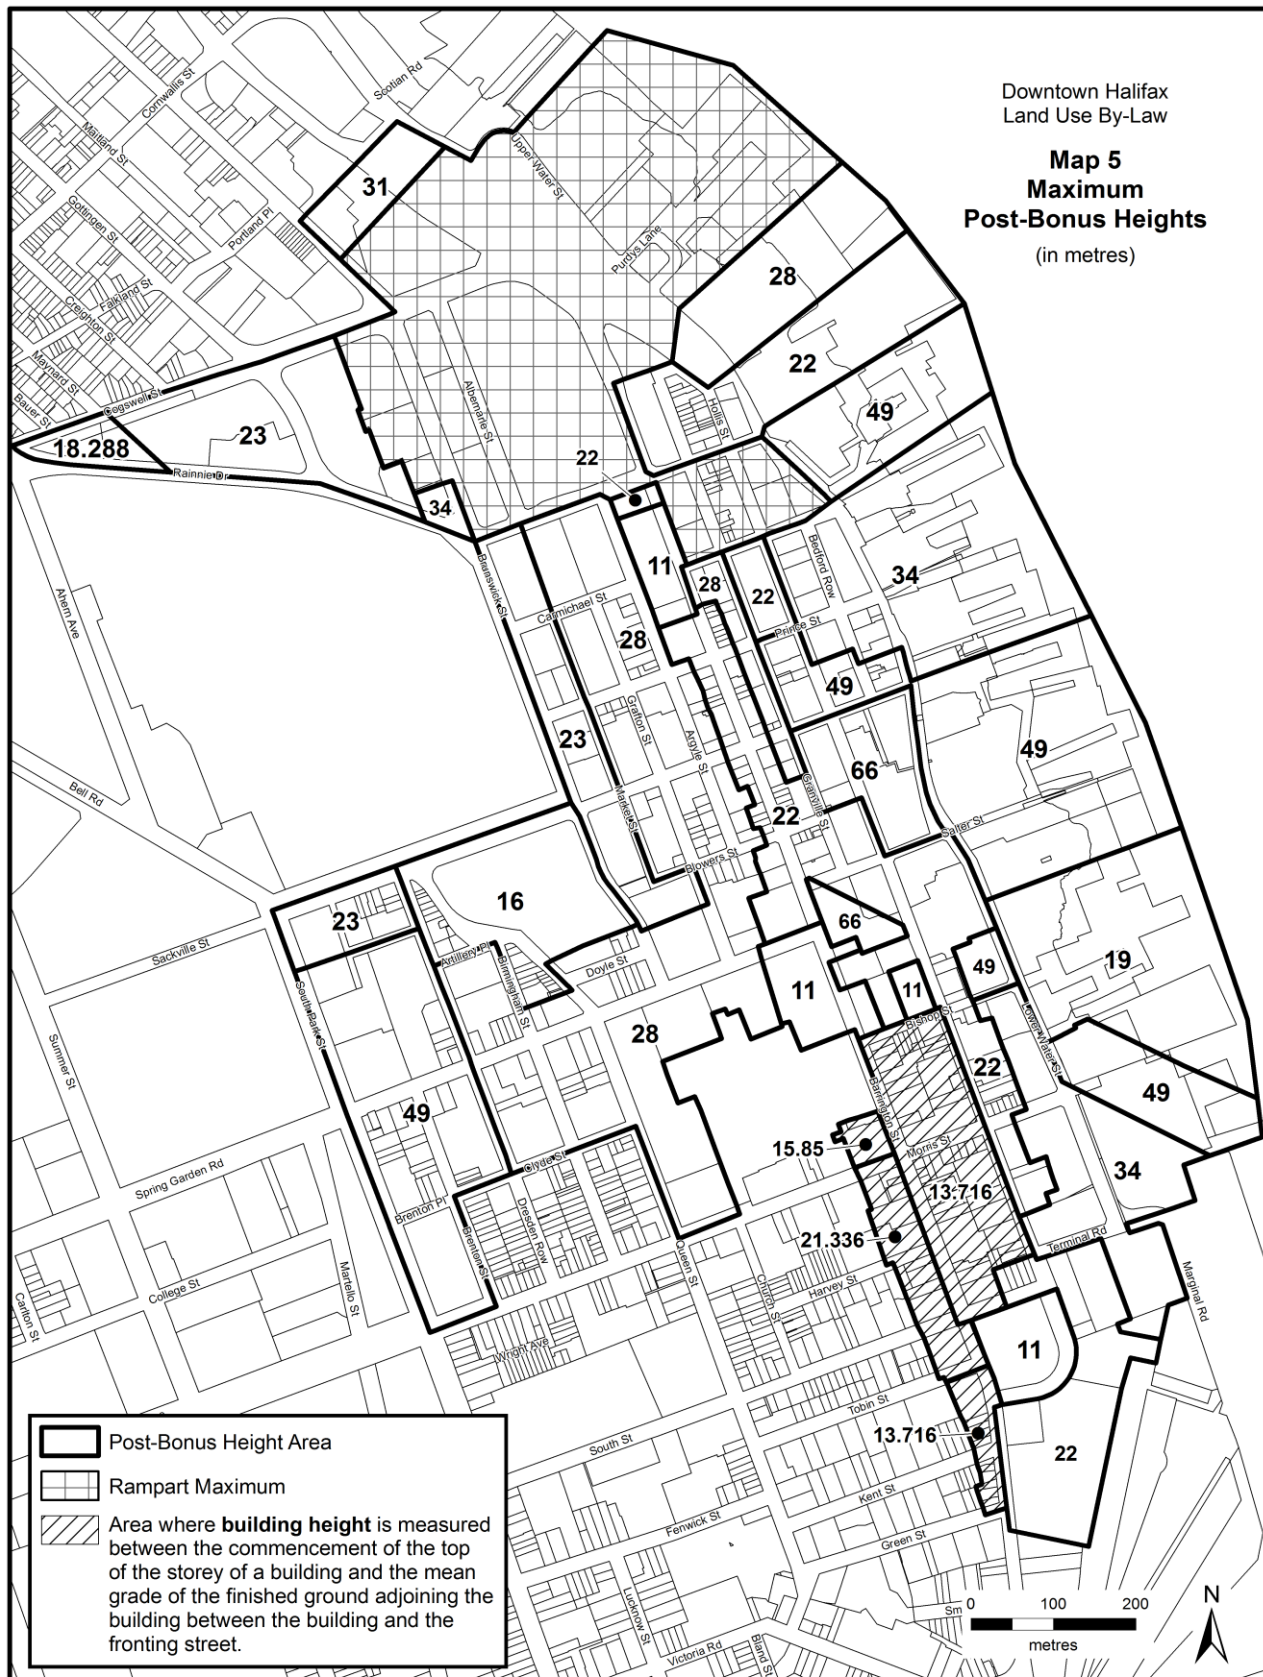 Downtown Halifax
Land Use By-Law
Map 5
Maximum
Post-Bonus Heights
(in metres)
Scotian Rd
Cornwallis St
Maitland St
Gottingen St
Portland Pl
Falkland St
Creighton St
Maynard St
Bauer St
Cogswell St
Rainnie Dr
Upper Water St
Purdys Lane
Albemarle St
Hollis St
31
28
22
49
18.288
23
34
22
11
28
22
34
Bedford Row
Prince St
Carmichael St
Brunswick St
Ahern Ave
28
49
23
Grafton St
Argyle St
Market St
Granville St
66
49
22
Salter St
Blowers St
Bell Rd
16
23
66
Sackville St
Artillery Pl
Birmingham St
Doyle St
South Park St
Summer St
11
11
49
19
Bishop St
Lower Water St
28
22
49
49
Barrington St
Morris St
15.85
13.716
34
Clyde St
Spring Garden Rd
Brenton Pl
Dresden Row
Brenton St
21.336
Terminal Rd
Queen St
Church St
Harvey St
College St
Martello St
Carlton St
Marginal Rd
Wright Ave
11
Tobin St
13.716
22
South St
Kent St
Fenwick St
Green St
Lucknow St
Victoria Rd
Bland St
Sm
Post-Bonus Height Area
Rampart Maximum
Area where building height is measured
between the commencement of the top
of the storey of a building and the mean
grade of the finished ground adjoining the
building between the building and the
fronting street.
0 100 200
metres
N